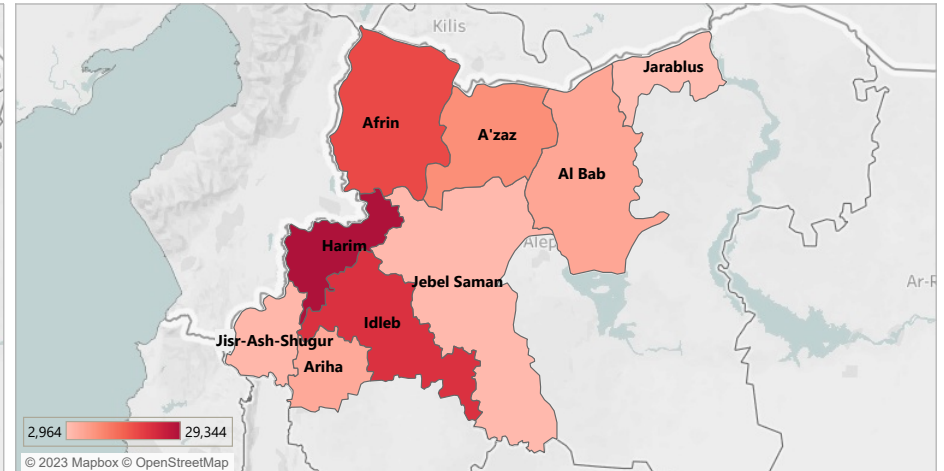 Kilis
Jarablus
Afrin
A'zaz
Al Bab
Harim
Alep
Jebel Saman
Ar-R
Idleb
Jisr-Ash-Shugur
Ariha
2,964
29,344
© 2023 Mapbox © OpenStreetMap